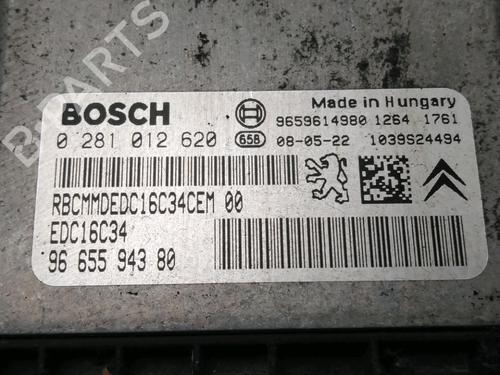 B-PARTS
BOSCH
Made in Hungary
9659614980 1264 1761
0 281 012 620 658 08-05-22 1039S24494
RBCMMDEDC16C34CEM 00
EDC16C34
96 655 943 80